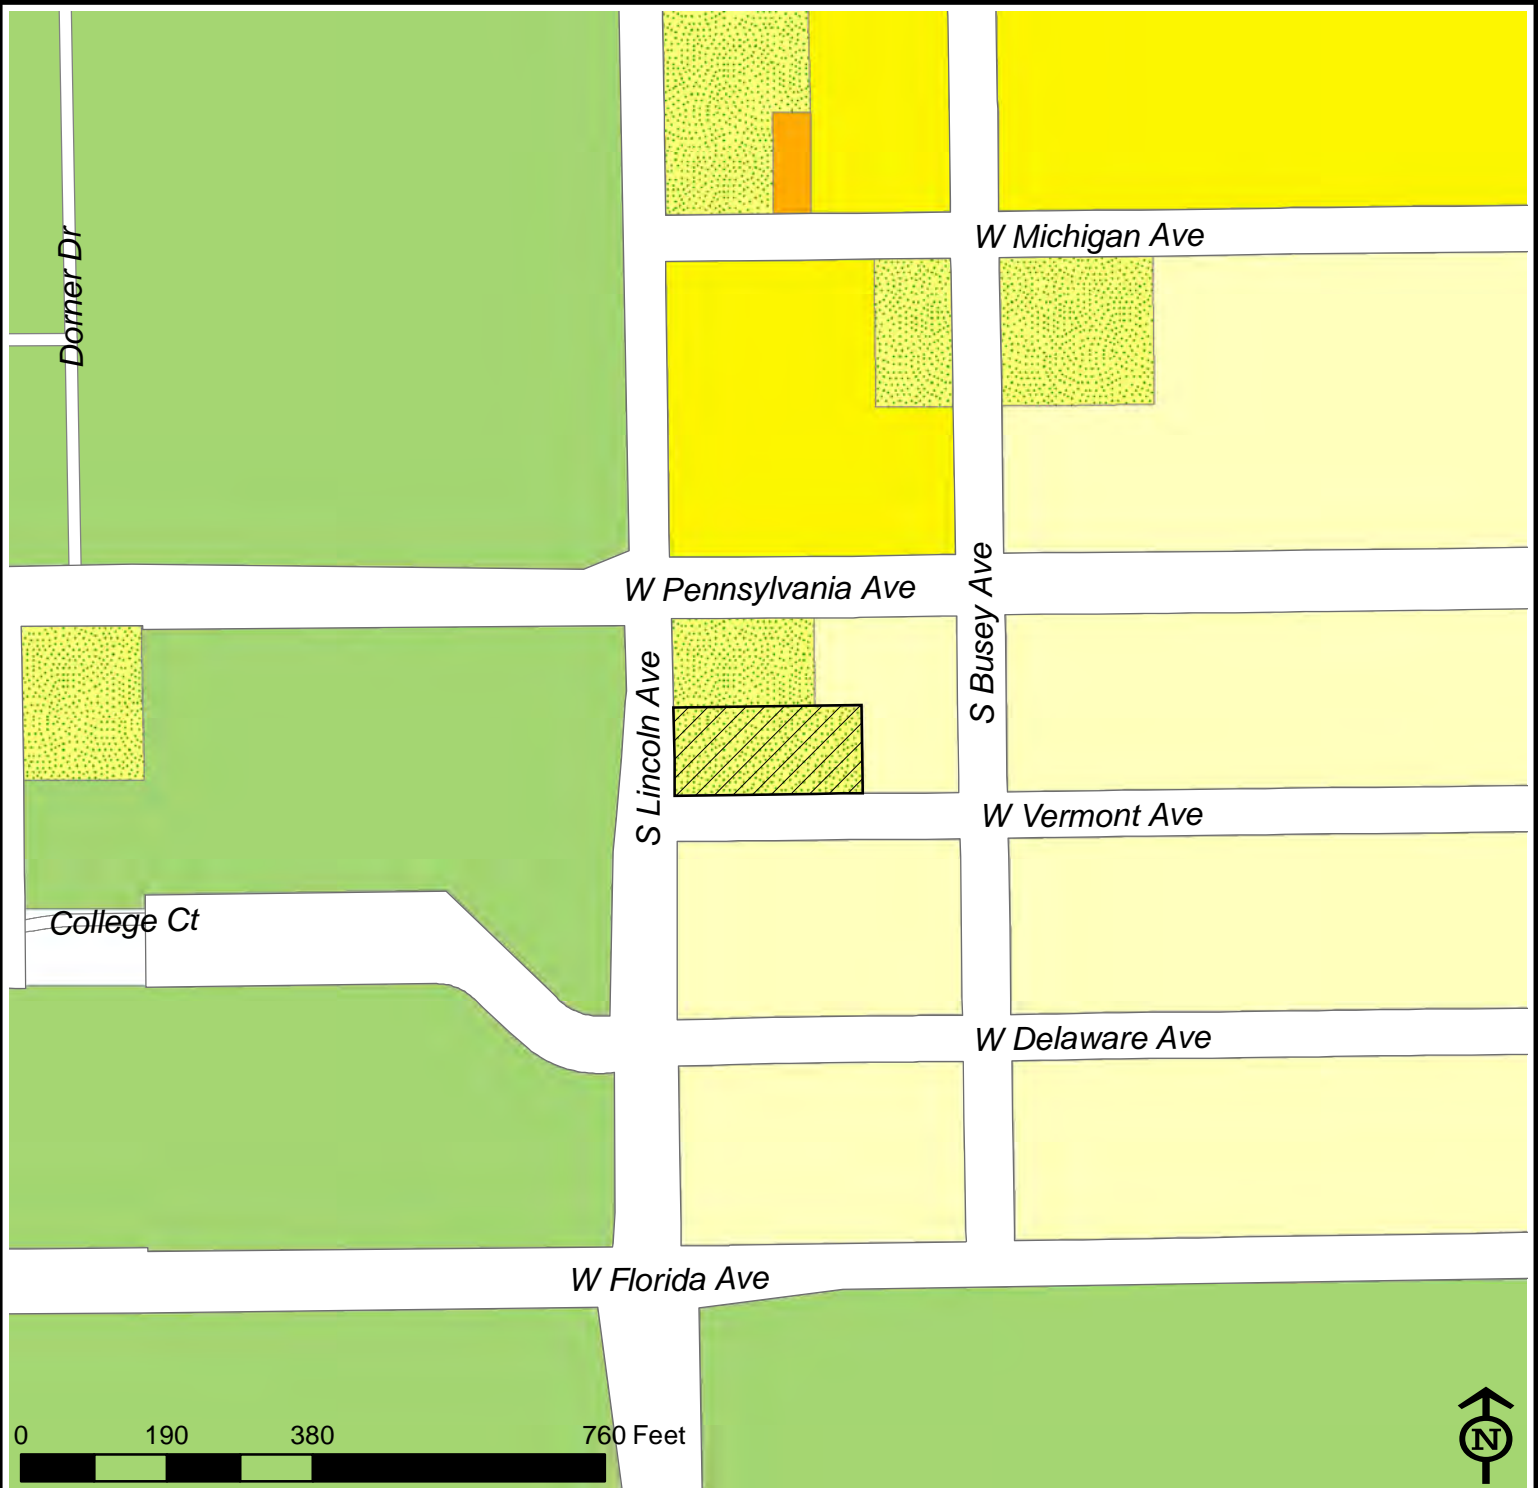 W Michigan Ave
Dorner Dr
W Pennsylvania Ave
S Busey Ave
S Lincoln Ave
W Vermont Ave
College Ct
W Delaware Ave
W Florida Ave
0 190 380 760 Feet
N